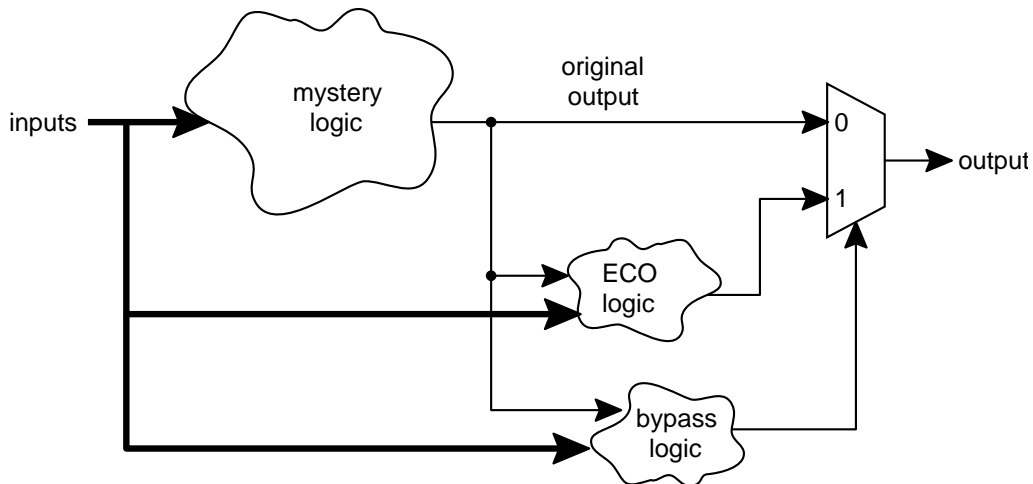 original
output
inputs
mystery
logic
0
output
1
ECO
logic
bypass
logic